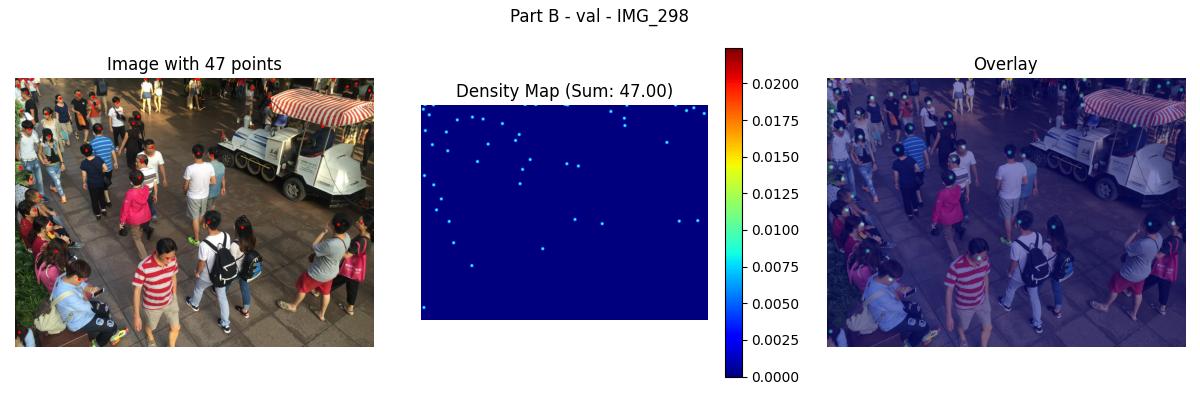 Part B - val - IMG_298
Image with 47 points
Density Map (Sum: 47.00)
Overlay
0.0200
0.0175
0.0150
0.0125
0.0100
0.0075
0.0050
0.0025
0.0000